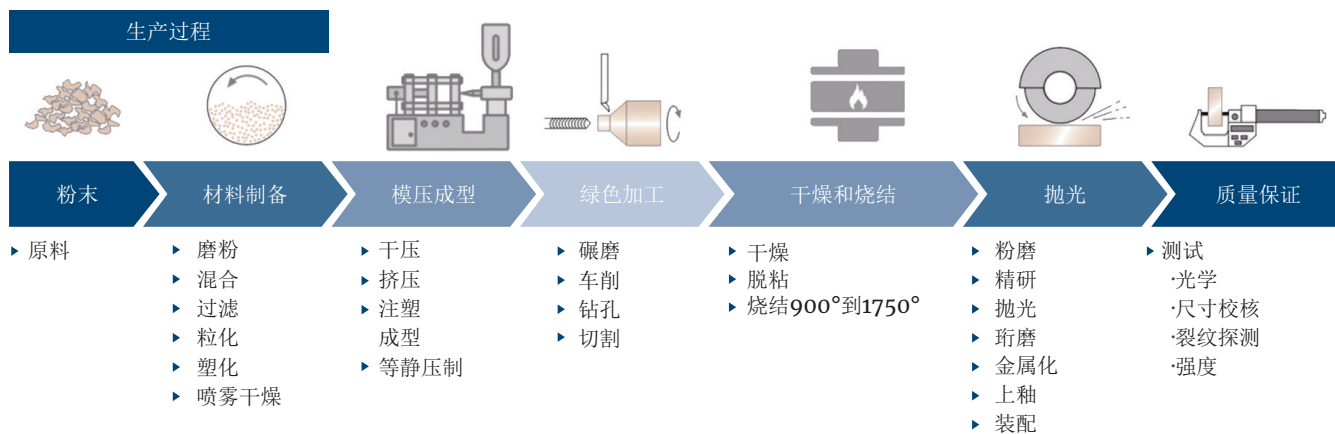 生产过程
粉末
材料制备
模压成型
绿色加工
干燥和烧结
抛光
质量保证
原料
磨粉
混合
过滤
粒化
塑化
喷雾干燥
干压
挤压
注塑
成型
等静压制
碾磨
车削
钻孔
切割
干燥
脱粘
烧结900°到1750°
粉磨
精研
抛光
珩磨
金属化
上釉
装配
测试
·光学
·尺寸校核
·裂纹探测
·强度